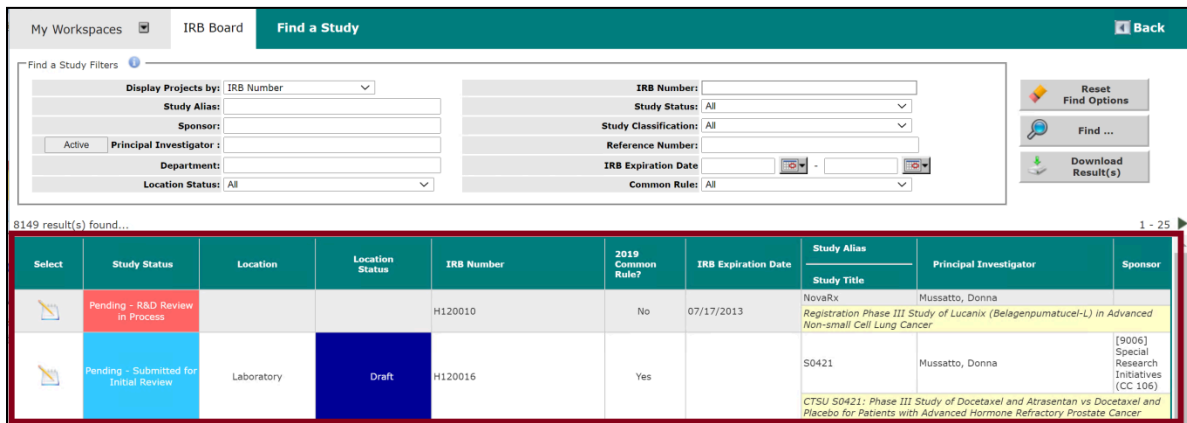 My Workspaces IRB Board Find a Study Back
Find a Study Filters
Display Projects by: IRB Number IRB Number:
Study Alias: Study Status: All
Sponsor: Study Classification: All
Active Principal Investigator : Reference Number:
Department: IRB Expiration Date -
Location Status: All Common Rule: All
Reset
Find Options
Find ...
Download
Result(s)
8149 result(s) found... 1 - 25
Select
Study Status
Location
Location
Status
IRB Number
2019
Common
Rule?
IRB Expiration Date
Study Alias
Study Title
Principal Investigator
Sponsor
Pending - R&D Review
in Process
H120010
No
07/17/2013
NovaRx
Mussatto, Donna
Registration Phase III Study of Lucanix (Belagenpumatucel-L) in Advanced
Non-small Cell Lung Cancer
Pending - Submitted for
Initial Review
Laboratory
Draft
H120016
Yes
S0421
Mussatto, Donna
[9006]
Special
Research
Initiatives
(CC 106)
CTSU S0421: Phase III Study of Docetaxel and Atrasentan vs Docetaxel and
Placebo for Patients with Advanced Hormone Refractory Prostate Cancer